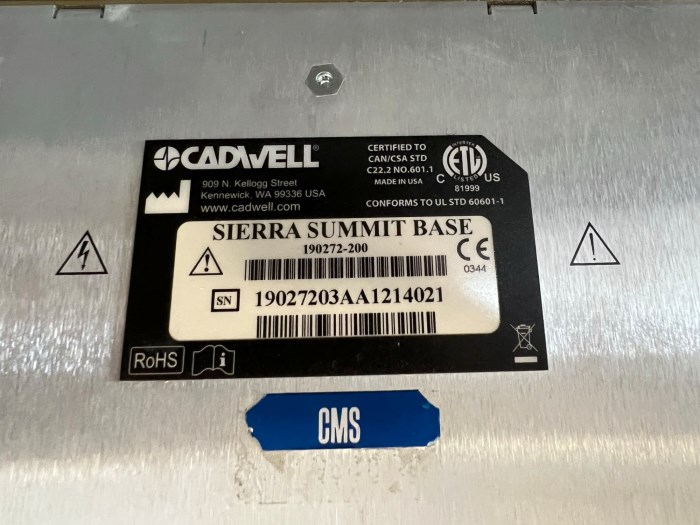 CADWELL®
909 N. Kellogg Street
Kennewick, WA 99336 USA
www.cadwell.com
CERTIFIED TO
CAN/CSA STD
C22.2 NO.601.1
MADE IN USA
ETL
LISTED
C US
81999
CONFORMS TO UL STD 60601-1
SIERRA SUMMIT BASE
190272-200
CE
0344
SN 19027203AA1214021
RoHS
CMS